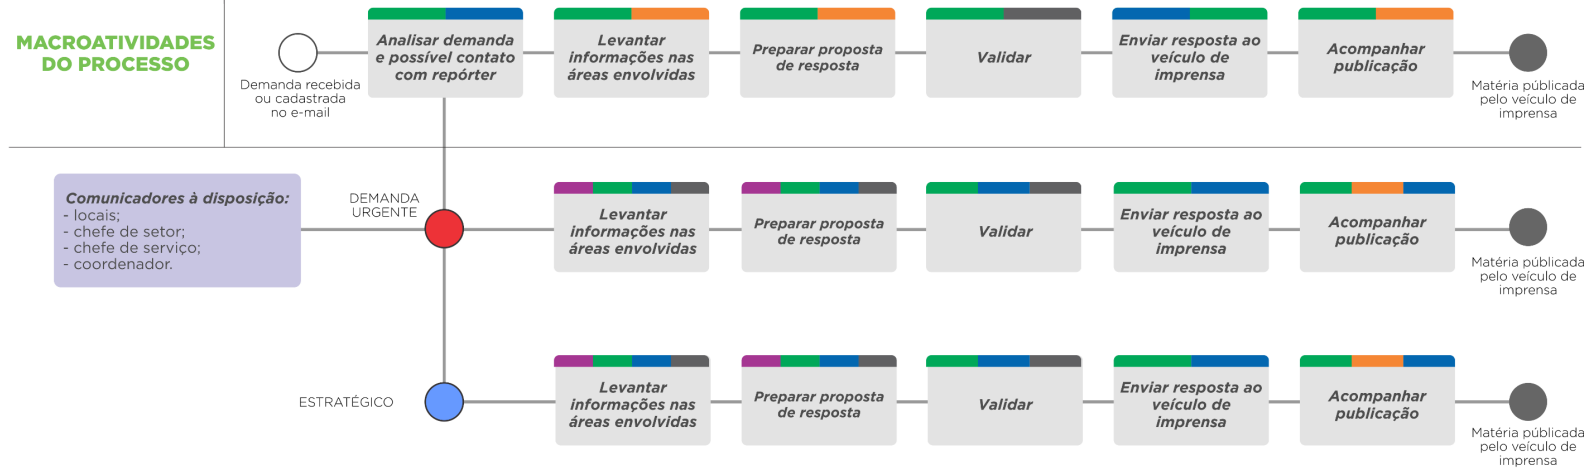 MACROATIVIDADES
DO PROCESSO
Demanda recebida
ou cadastrada
no e-mail
Analisar demanda
e possível contato
com repórter
Levantar
informações nas
áreas envolvidas
Preparar proposta
de resposta
Validar
Enviar resposta ao
veículo de
imprensa
Acompanhar
publicação
Matéria públicada
pelo veículo de
imprensa
Comunicadores à disposição:
- locais;
- chefe de setor;
- chefe de serviço;
- coordenador.
DEMANDA
URGENTE
Levantar
informações nas
áreas envolvidas
Preparar proposta
de resposta
Validar
Enviar resposta ao
veículo de
imprensa
Acompanhar
publicação
Matéria públicada
pelo veículo de
imprensa
ESTRATÉGICO
Levantar
informações nas
áreas envolvidas
Preparar proposta
de resposta
Validar
Enviar resposta ao
veículo de
imprensa
Acompanhar
publicação
Matéria públicada
pelo veículo de
imprensa